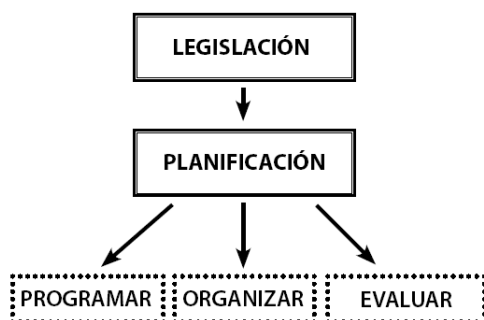 LEGISLACIÓN
PLANIFICACIÓN
PROGRAMAR
ORGANIZAR
EVALUAR